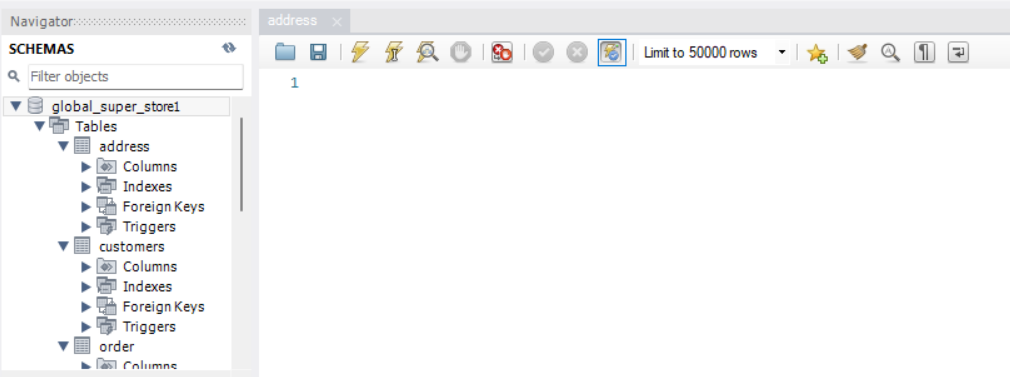 Navigator
SCHEMAS
Filter objects
global_super_store1
Tables
address
Columns
Indexes
Foreign Keys
Triggers
customers
Columns
Indexes
Foreign Keys
Triggers
order
Columns
address
Limit to 50000 rows
1